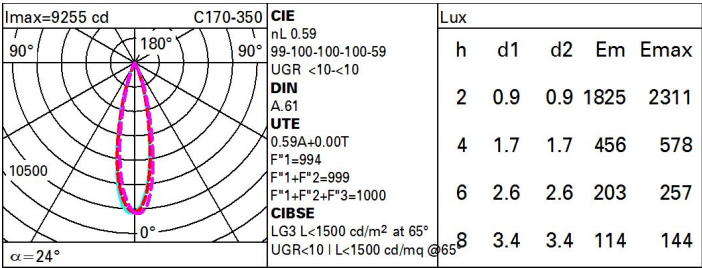 Imax=9255 cd C170-350
90° 180° 90°
10500
0°
α=24°
CIE
nL 0.59
99-100-100-100-59
UGR <10-<10
DIN
A.61
UTE
0.59A+0.00T
F"1=994
F"1+F"2=999
F"1+F"2+F"3=1000
CIBSE
LG3 L<1500 cd/m² at 65°
UGR<10 | L<1500 cd/mq @65°
Lux
h d1 d2 Em Emax
2 0.9 0.9 1825 2311
4 1.7 1.7 456 578
6 2.6 2.6 203 257
8 3.4 3.4 114 144